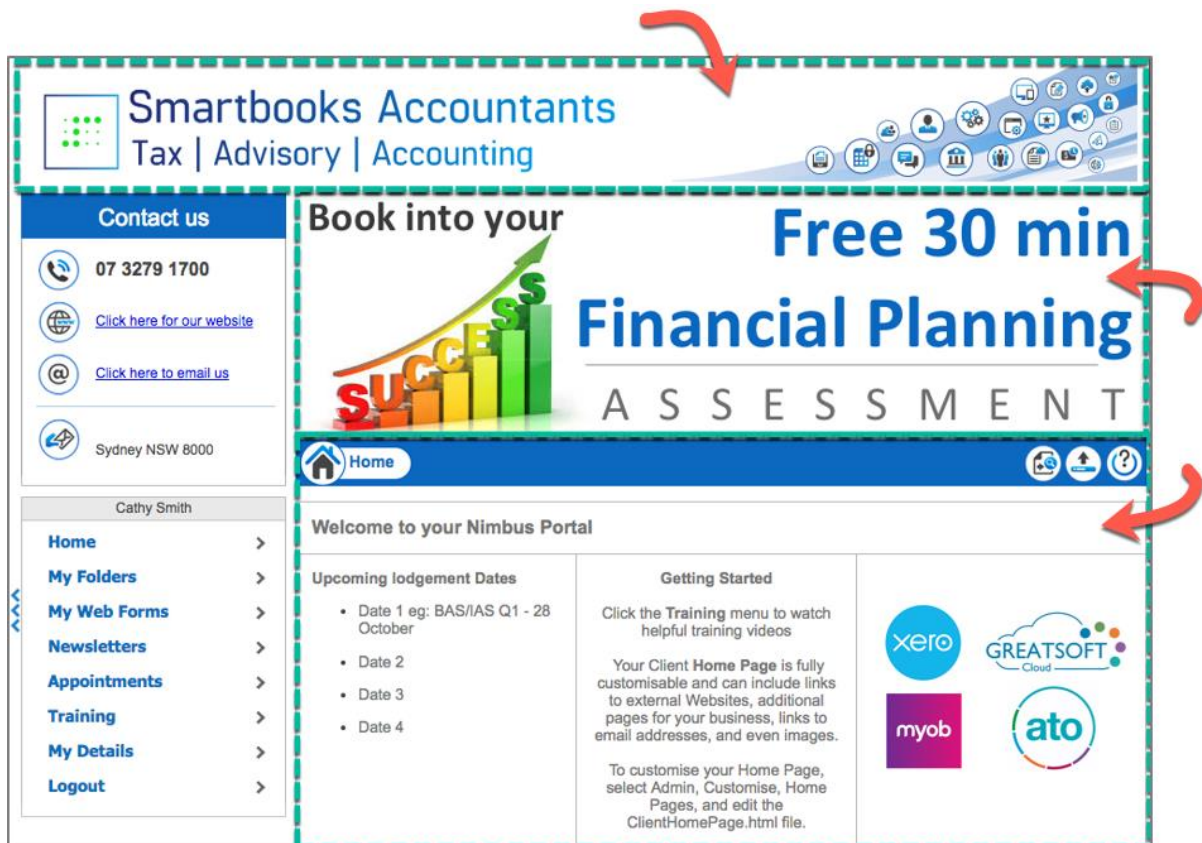 Smartbooks Accountants
Tax | Advisory | Accounting
Contact us
07 3279 1700
Click here for our website
Click here to email us
Sydney NSW 8000
Cathy Smith
Home
My Folders
My Web Forms
Newsletters
Appointments
Training
My Details
Logout
Book into your
SUCCESS
Free 30 min
Financial Planning
ASSESSMENT
Home
Welcome to your Nimbus Portal
Upcoming lodgement Dates
• Date 1 eg: BAS/IAS Q1 - 28
October
• Date 2
• Date 3
• Date 4
Getting Started
Click the Training menu to watch
helpful training videos
Your Client Home Page is fully
customisable and can include links
to external Websites, additional
pages for your business, links to
email addresses, and even images.
To customise your Home Page,
select Admin, Customise, Home
Pages, and edit the
ClientHomePage.html file.
xero
GREATSOFT
Cloud
myob
ato